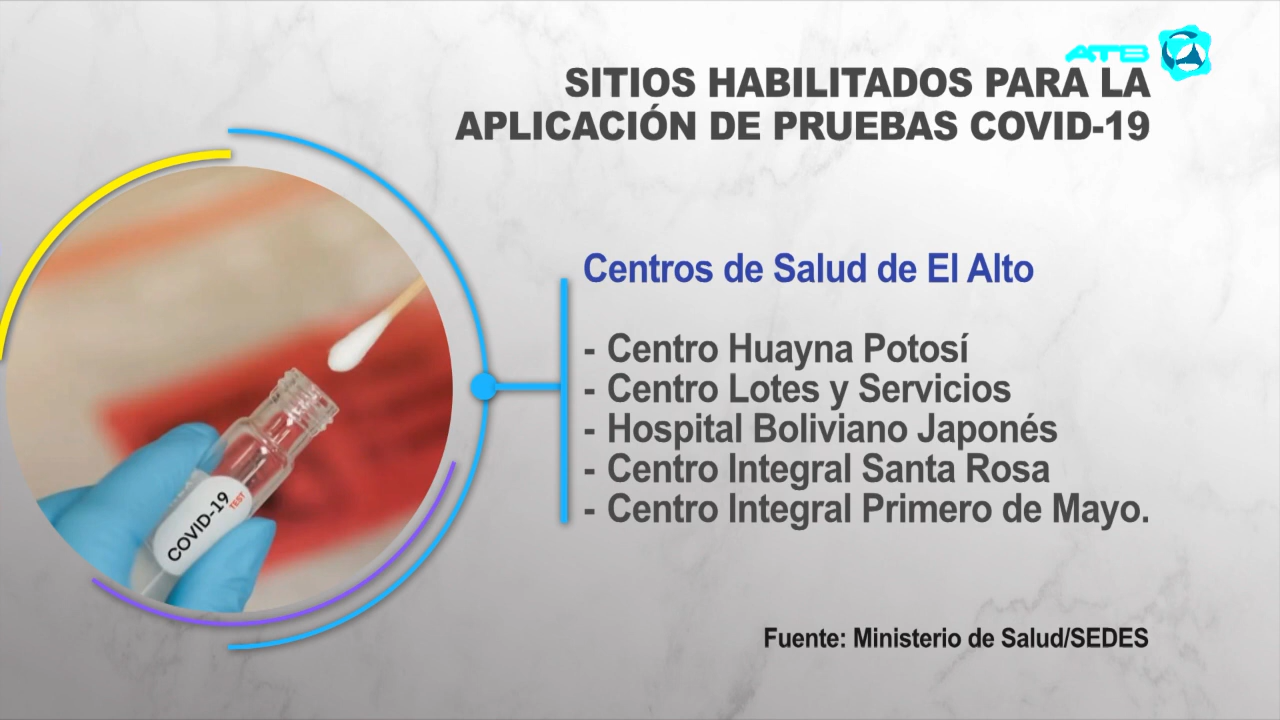 ATB
SITIOS HABILITADOS PARA LA
APLICACIÓN DE PRUEBAS COVID-19
Centros de Salud de El Alto
- Centro Huayna Potosí
- Centro Lotes y Servicios
- Hospital Boliviano Japonés
- Centro Integral Santa Rosa
- Centro Integral Primero de Mayo.
COVID-19
TEST
Fuente: Ministerio de Salud/SEDES